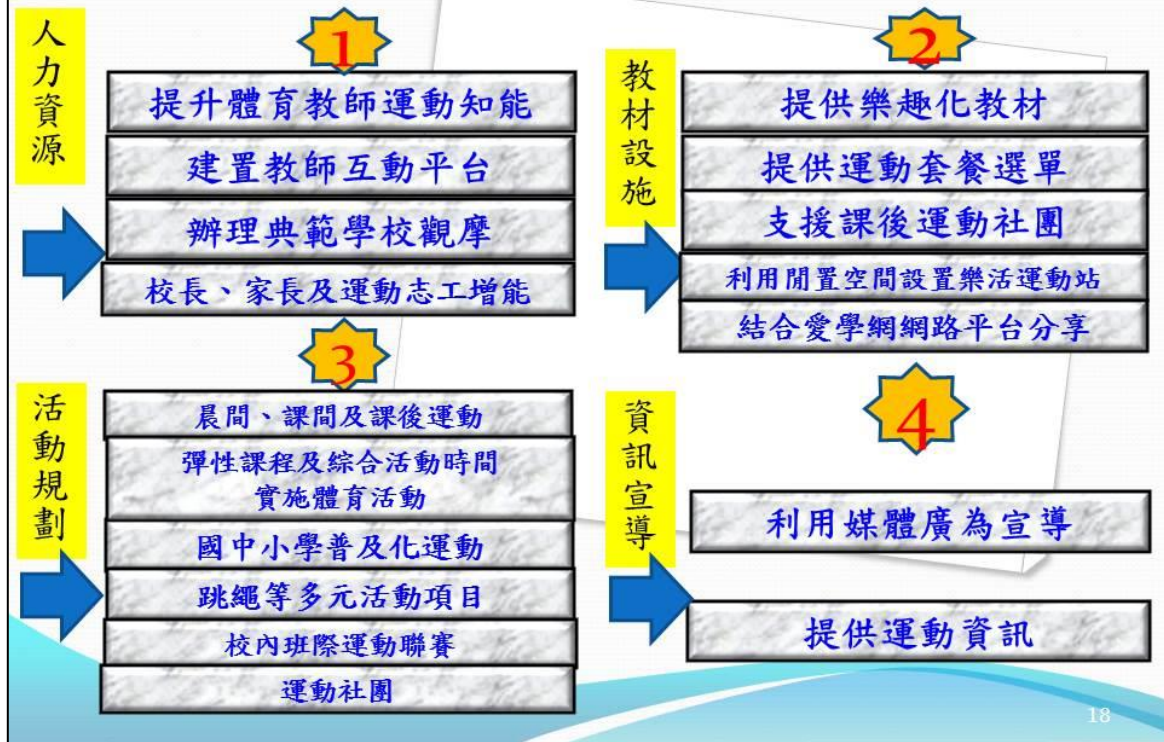 人力資源
1
提升體育教師運動知能
建置教師互動平台
辦理典範學校觀摩
校長、家長及運動志工增能
教材設施
2
提供樂趣化教材
提供運動套餐選單
支援課後運動社團
利用閒置空間設置樂活運動站
結合愛學網網路平台分享
活動規劃
3
晨間、課間及課後運動
彈性課程及綜合活動時間
實施體育活動
國中小學普及化運動
跳繩等多元活動項目
校內班際運動聯賽
運動社團
資訊宣導
4
利用媒體廣為宣導
提供運動資訊
18